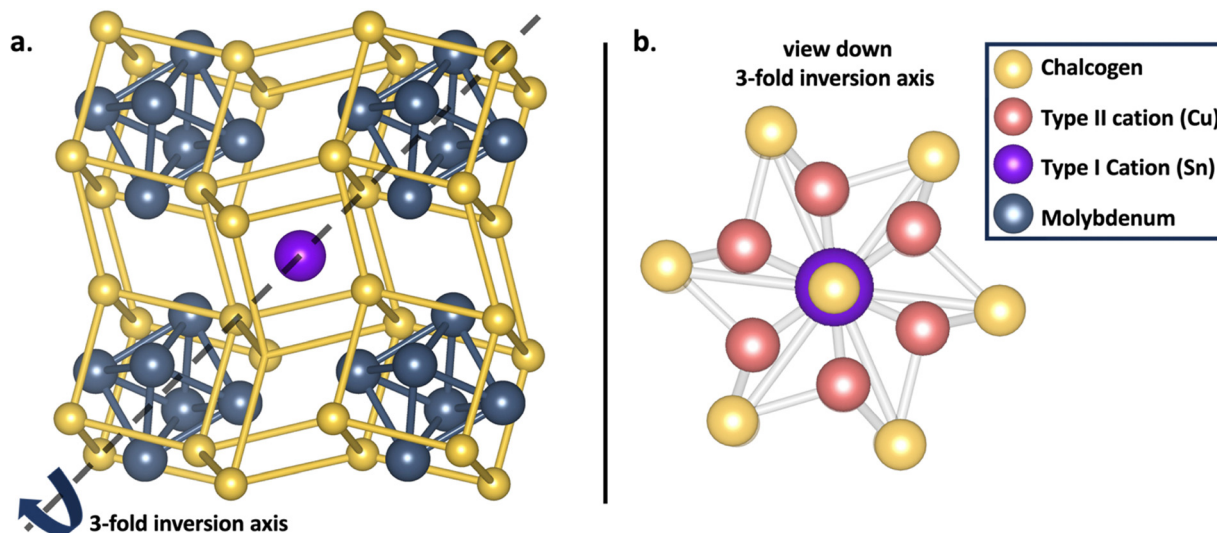 a.
3-fold inversion axis
b.
view down
3-fold inversion axis
Chalcogen
Type II cation (Cu)
Type I Cation (Sn)
Molybdenum